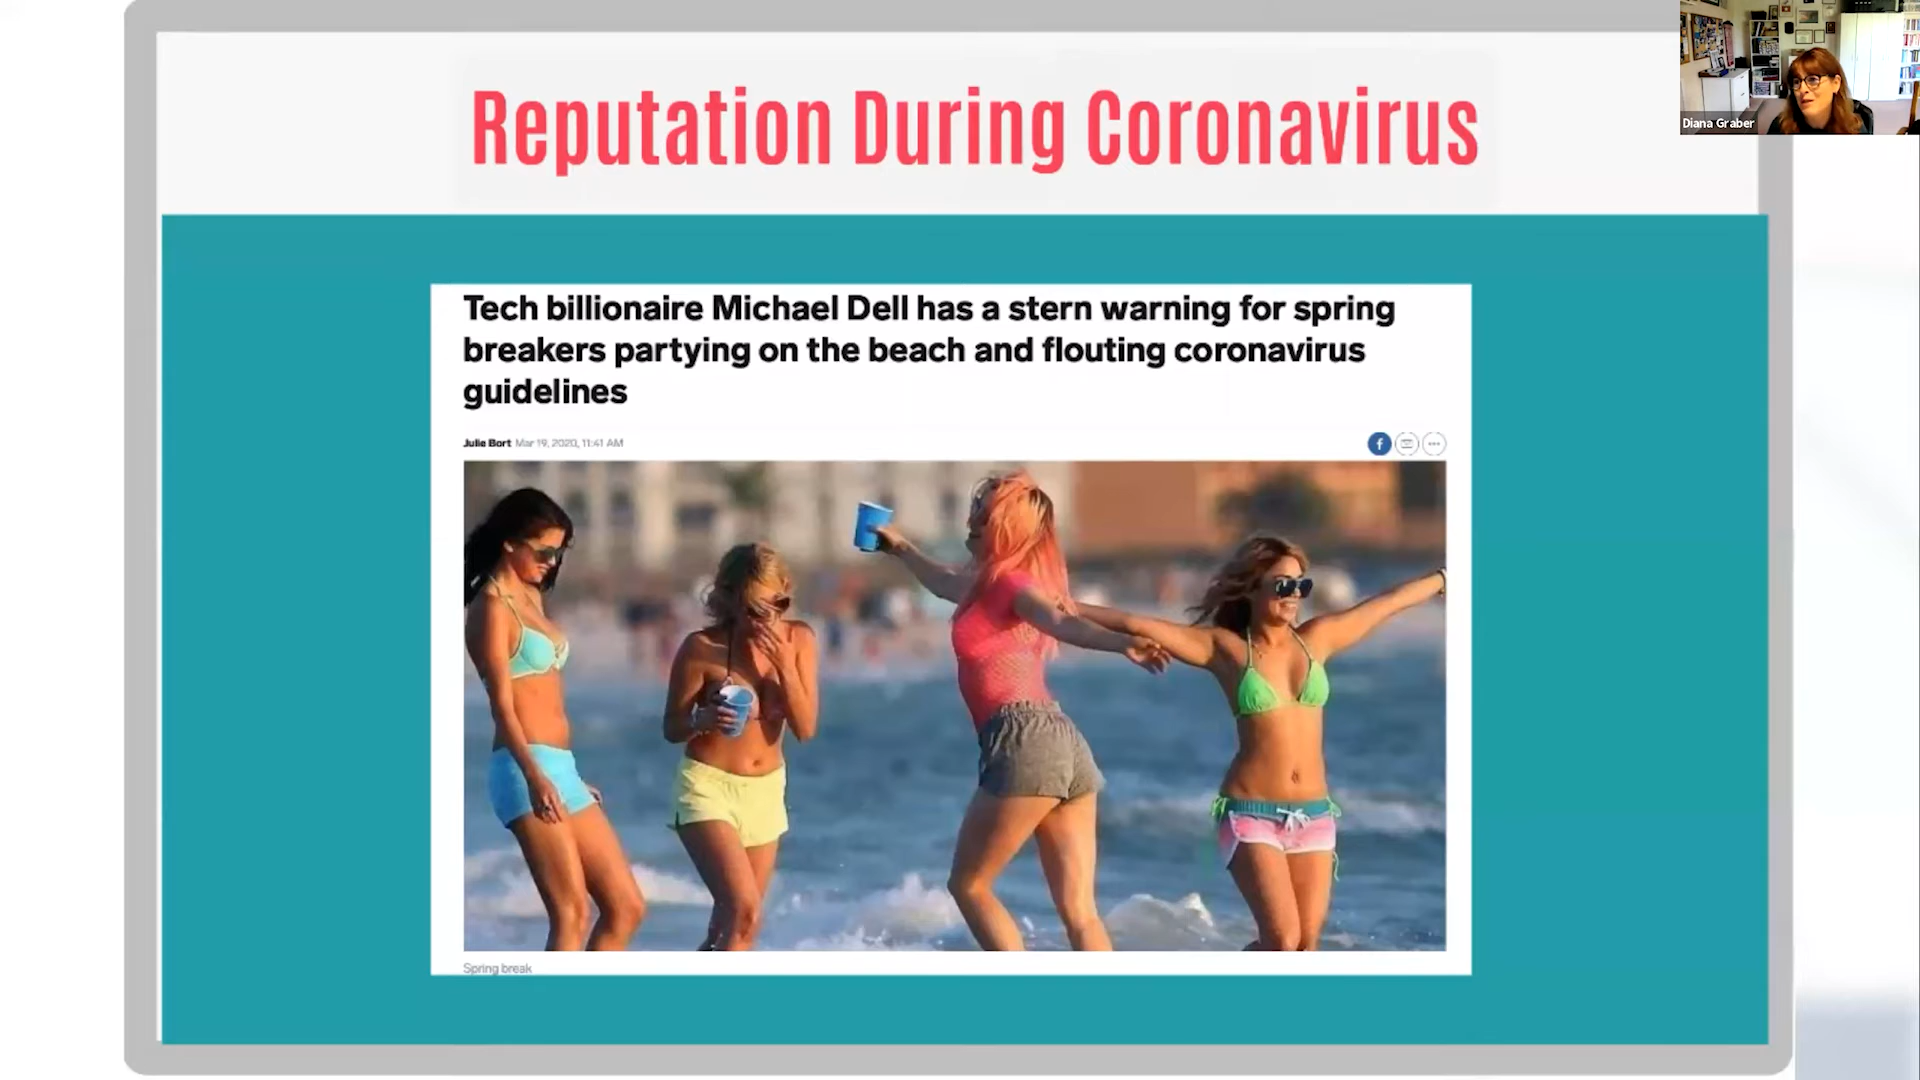 Reputation During Coronavirus
Diana Graber
Tech billionaire Michael Dell has a stern warning for spring
breakers partying on the beach and flouting coronavirus
guidelines
Julie Bort Mar 19, 2020, 11:41 AM
f
Spring break